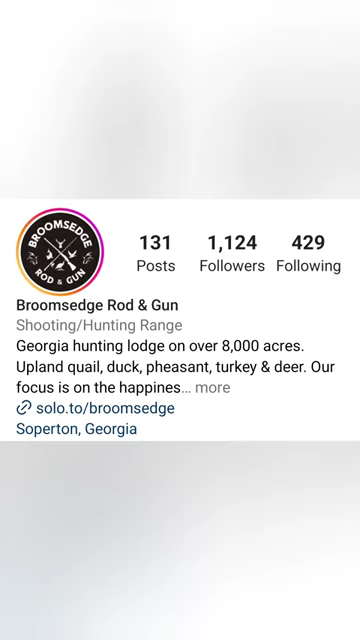 BROOMSEDGE
ROD & GUN
131 1,124 429
Posts Followers Following
Broomsedge Rod & Gun
Shooting/Hunting Range
Georgia hunting lodge on over 8,000 acres.
Upland quail, duck, pheasant, turkey & deer. Our
focus is on the happines... more
solo.to/broomsedge
Soperton, Georgia